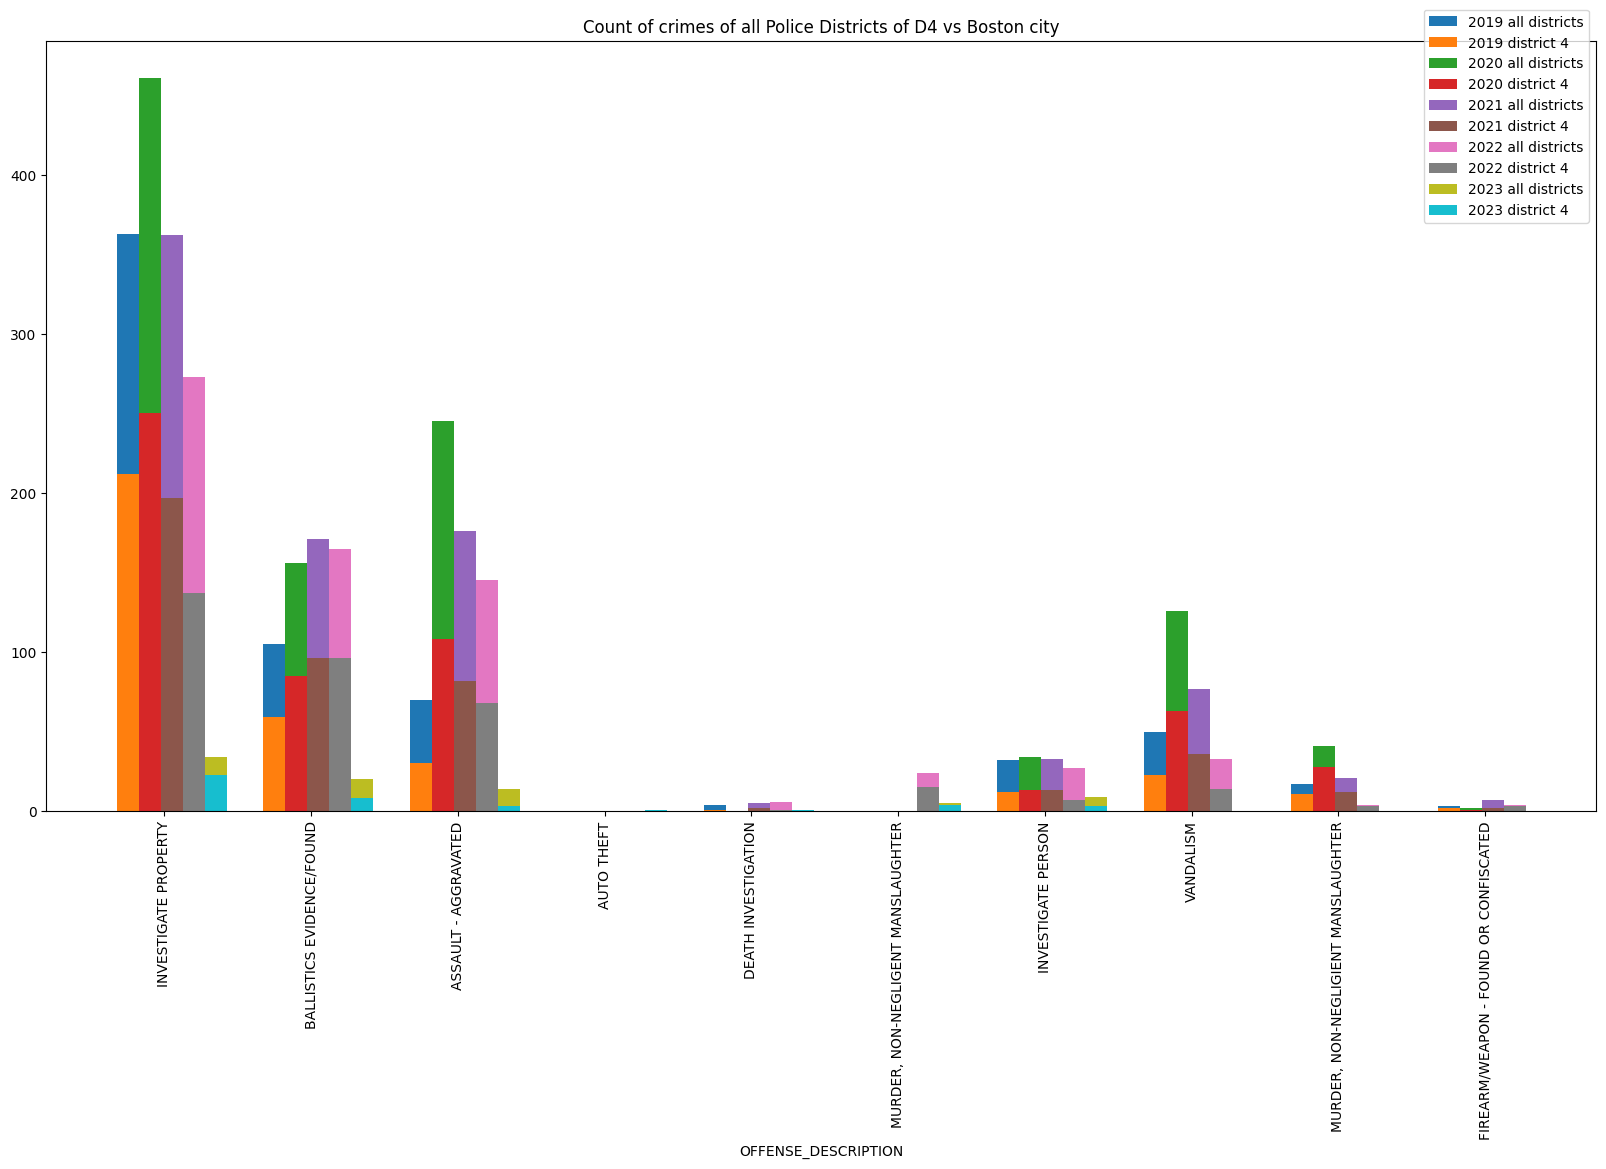 Count of crimes of all Police Districts of D4 vs Boston city
2019 all districts
2019 district 4
2020 all districts
2020 district 4
2021 all districts
2021 district 4
2022 all districts
2022 district 4
2023 all districts
2023 district 4
400
300
200
100
0
INVESTIGATE PROPERTY
BALLISTICS EVIDENCE/FOUND
ASSAULT - AGGRAVATED
AUTO THEFT
DEATH INVESTIGATION
MURDER, NON-NEGLIGENT MANSLAUGHTER
INVESTIGATE PERSON
VANDALISM
MURDER, NON-NEGLIGIENT MANSLAUGHTER
FIREARM/WEAPON - FOUND OR CONFISCATED
OFFENSE_DESCRIPTION